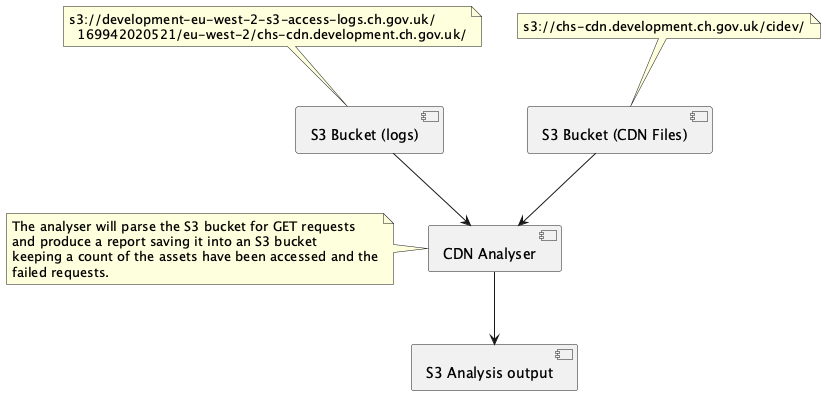 s3://development-eu-west-2-s3-access-logs.ch.gov.uk/
169942020521/eu-west-2/chs-cdn.development.ch.gov.uk/
s3://chs-cdn.development.ch.gov.uk/cidev/
S3 Bucket (logs)
S3 Bucket (CDN Files)
The analyser will parse the S3 bucket for GET requests
and produce a report saving it into an S3 bucket
keeping a count of the assets have been accessed and the
failed requests.
CDN Analyser
S3 Analysis output